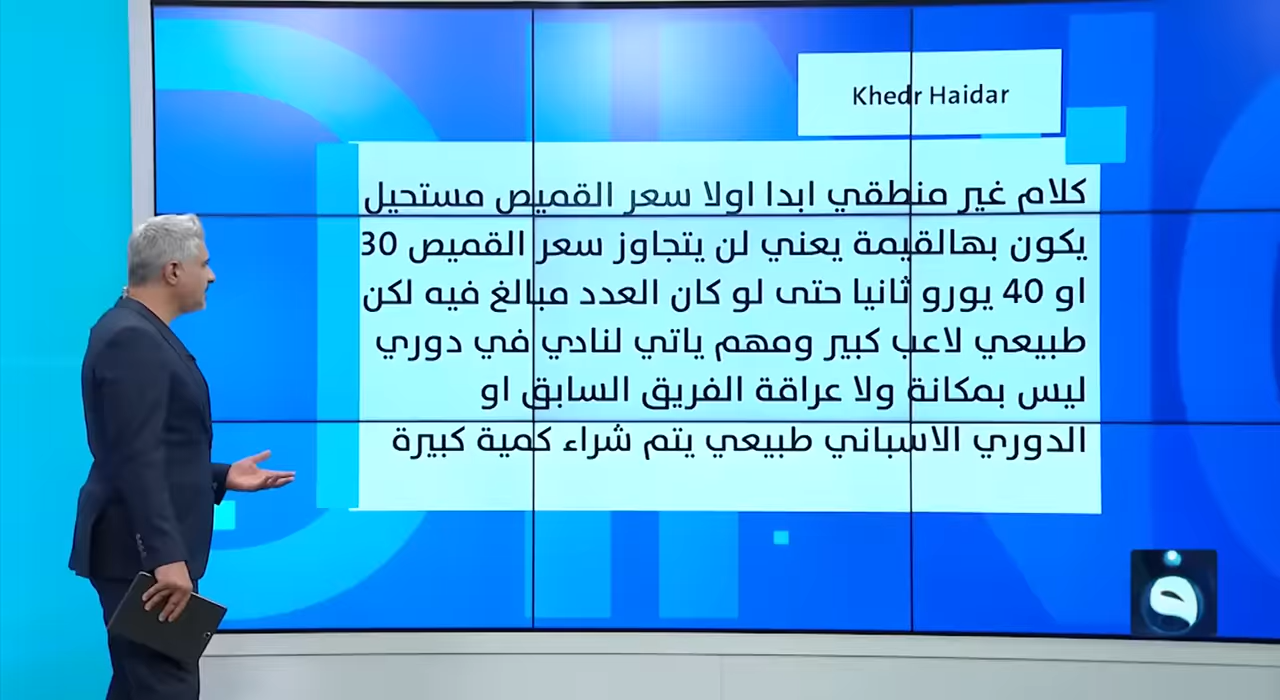 Khedr Haidar
كلام غير منطقي ابدا اولا سعر القميص مستحيل
يكون بهالقيمة يعني لن يتجاوز سعر القميص 30
او 40 يورو ثانيا حتى لو كان العدد مبالغ فيه لكن
طبيعي لاعب كبير ومهم ياتي لنادي في دوري
ليس بمكانة ولا عراقة الفريق السابق او
الدوري الاسباني طبيعي يتم شراء كمية كبيرة